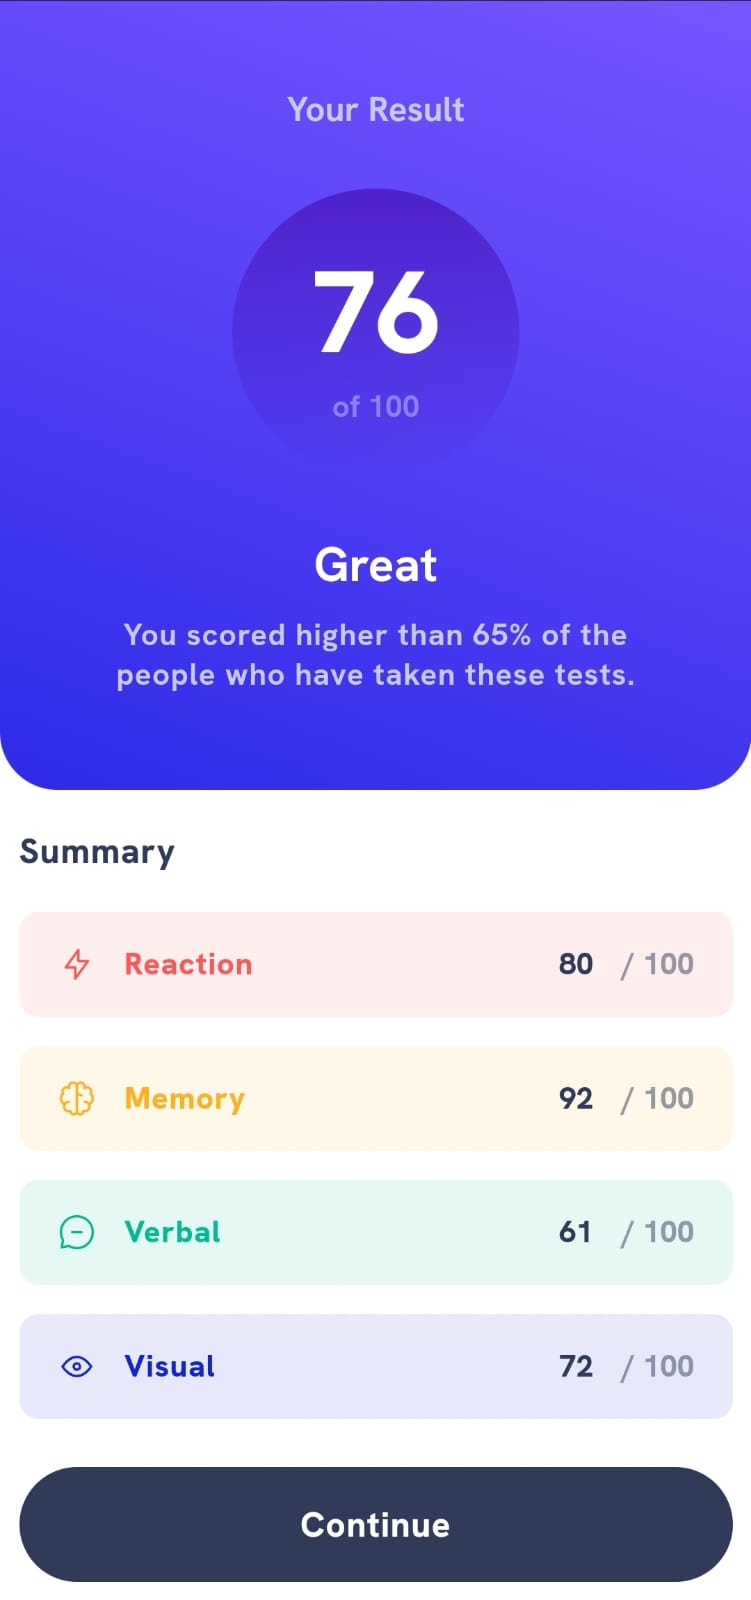 Your Result
76
of 100
Great
You scored higher than 65% of the
people who have taken these tests.
Summary
Reaction 80 / 100
Memory 92 / 100
Verbal 61 / 100
Visual 72 / 100
Continue